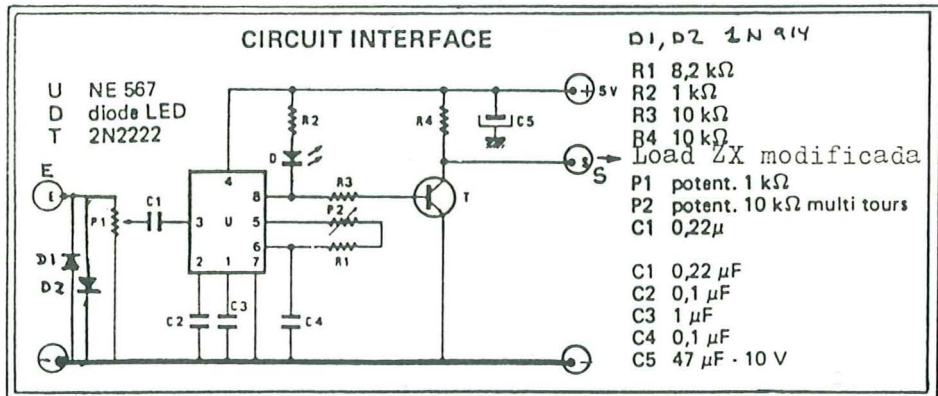 CIRCUIT INTERFACE
D1, D2 1N914
U NE 567
D diode LED
T 2N2222
R1 8,2 kΩ
R2 1 kΩ
R3 10 kΩ
R4 10 kΩ
Load ZX modificada
P1 potent. 1 kΩ
P2 potent. 10 kΩ multi tours
C1 0,22µ
C1 0,22 µF
C2 0,1 µF
C3 1 µF
C4 0,1 µF
C5 47 µF - 10 V
+ 5V
R2
R4
C5
S
S
D
E
E
4
8
R3
T
P1
C1
3
U
5
P2
6
R1
2
1
7
D1
D2
C2
C3
C4
-
-